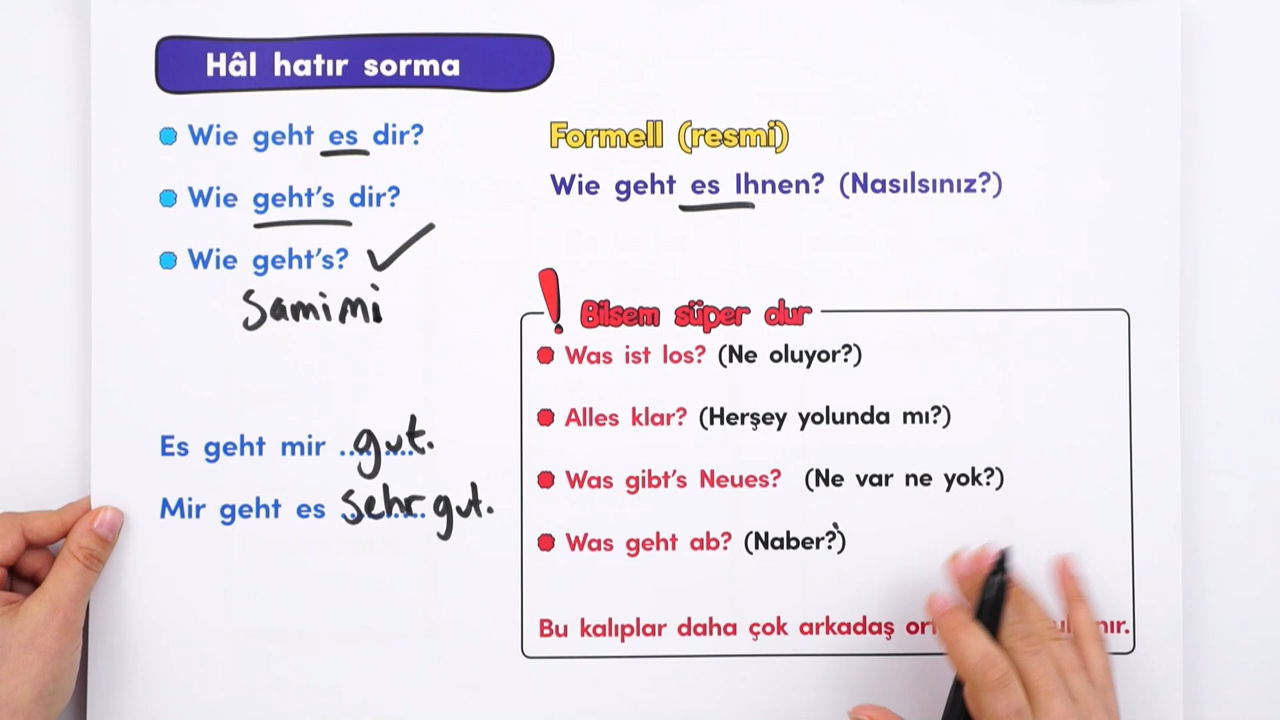 Hâl hatır sorma
Wie geht es dir?
Wie geht's dir?
Wie geht's?
Samimi
Es geht mir ..gut.
Mir geht es sehr gut.
Formell (resmi)
Wie geht es Ihnen? (Nasılsınız?)
! Bilsem süper olur
Was ist los? (Ne oluyor?)
Alles klar? (Herşey yolunda mı?)
Was gibt's Neues? (Ne var ne yok?)
Was geht ab? (Naber?)
Bu kalıplar daha çok arkadaş